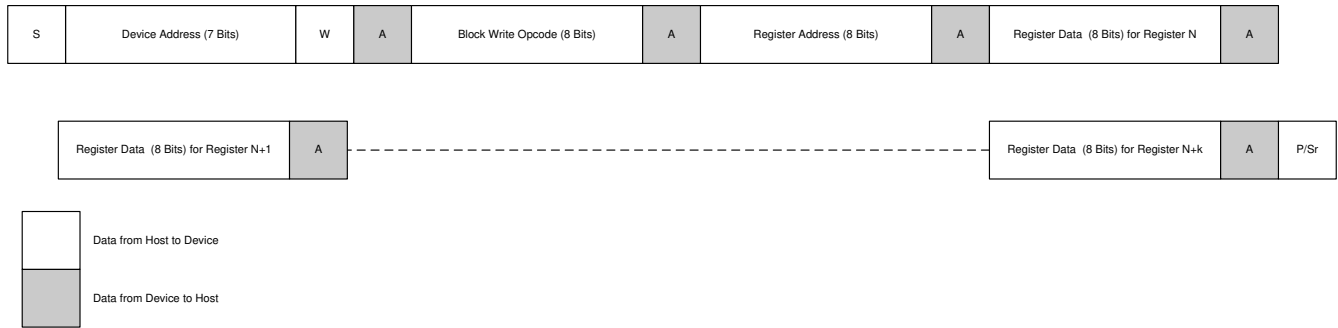 S Device Address (7 Bits) W A Block Write Opcode (8 Bits) A Register Address (8 Bits) A Register Data (8 Bits) for Register N A
Register Data (8 Bits) for Register N+1 A Register Data (8 Bits) for Register N+k A P/Sr
Data from Host to Device
Data from Device to Host